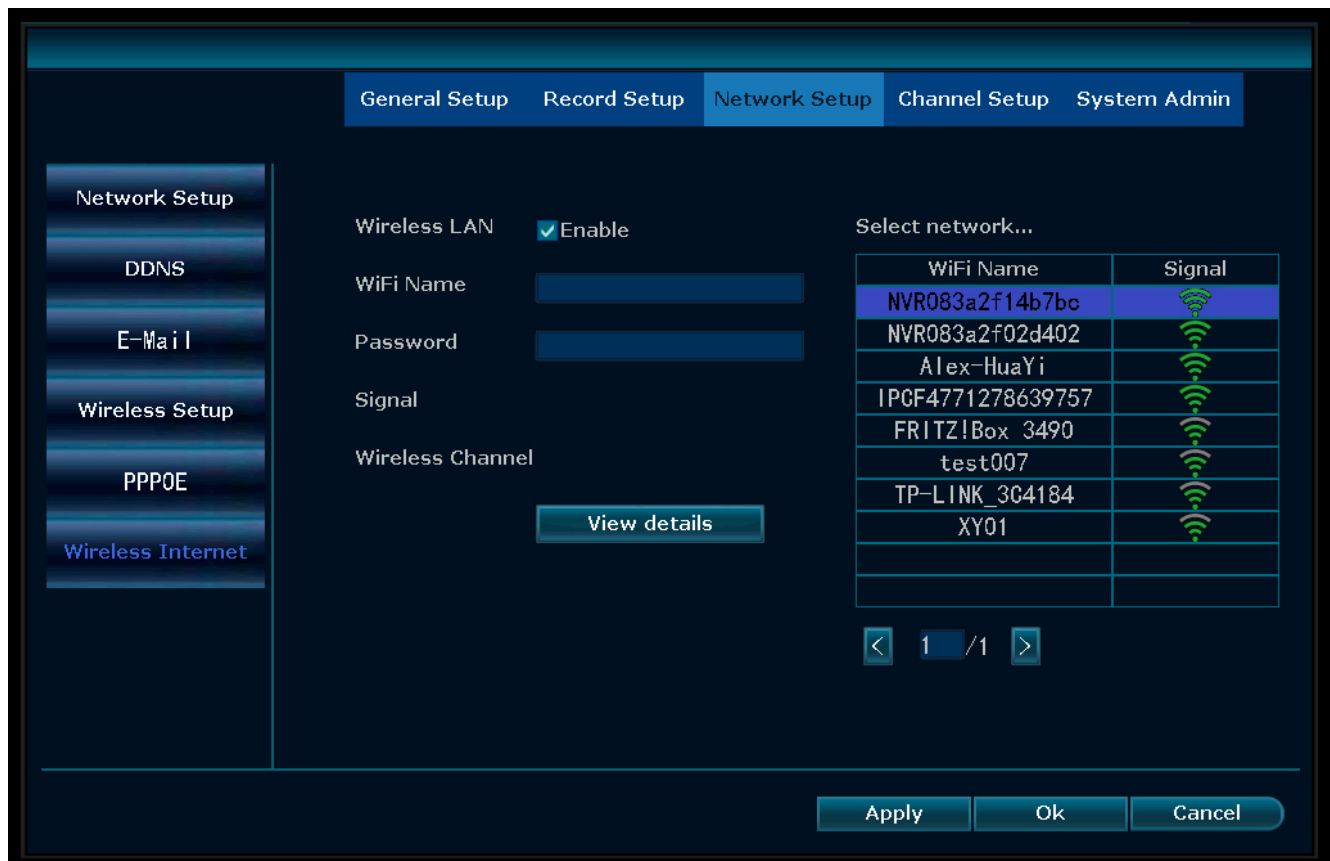 General Setup Record Setup Network Setup Channel Setup System Admin
Network Setup
DDNS
E-Mail
Wireless Setup
PPPOE
Wireless Internet
Wireless LAN Enable
WiFi Name
Password
Signal
Wireless Channel
View details
Select network...
WiFi Name Signal
NVR083a2f14b7bc
NVR083a2f02d402
Alex-HuaYi
IPCF4771278639757
FRITZ!Box 3490
test007
TP-LINK_3C4184
XY01
< 1 /1 >
Apply Ok Cancel